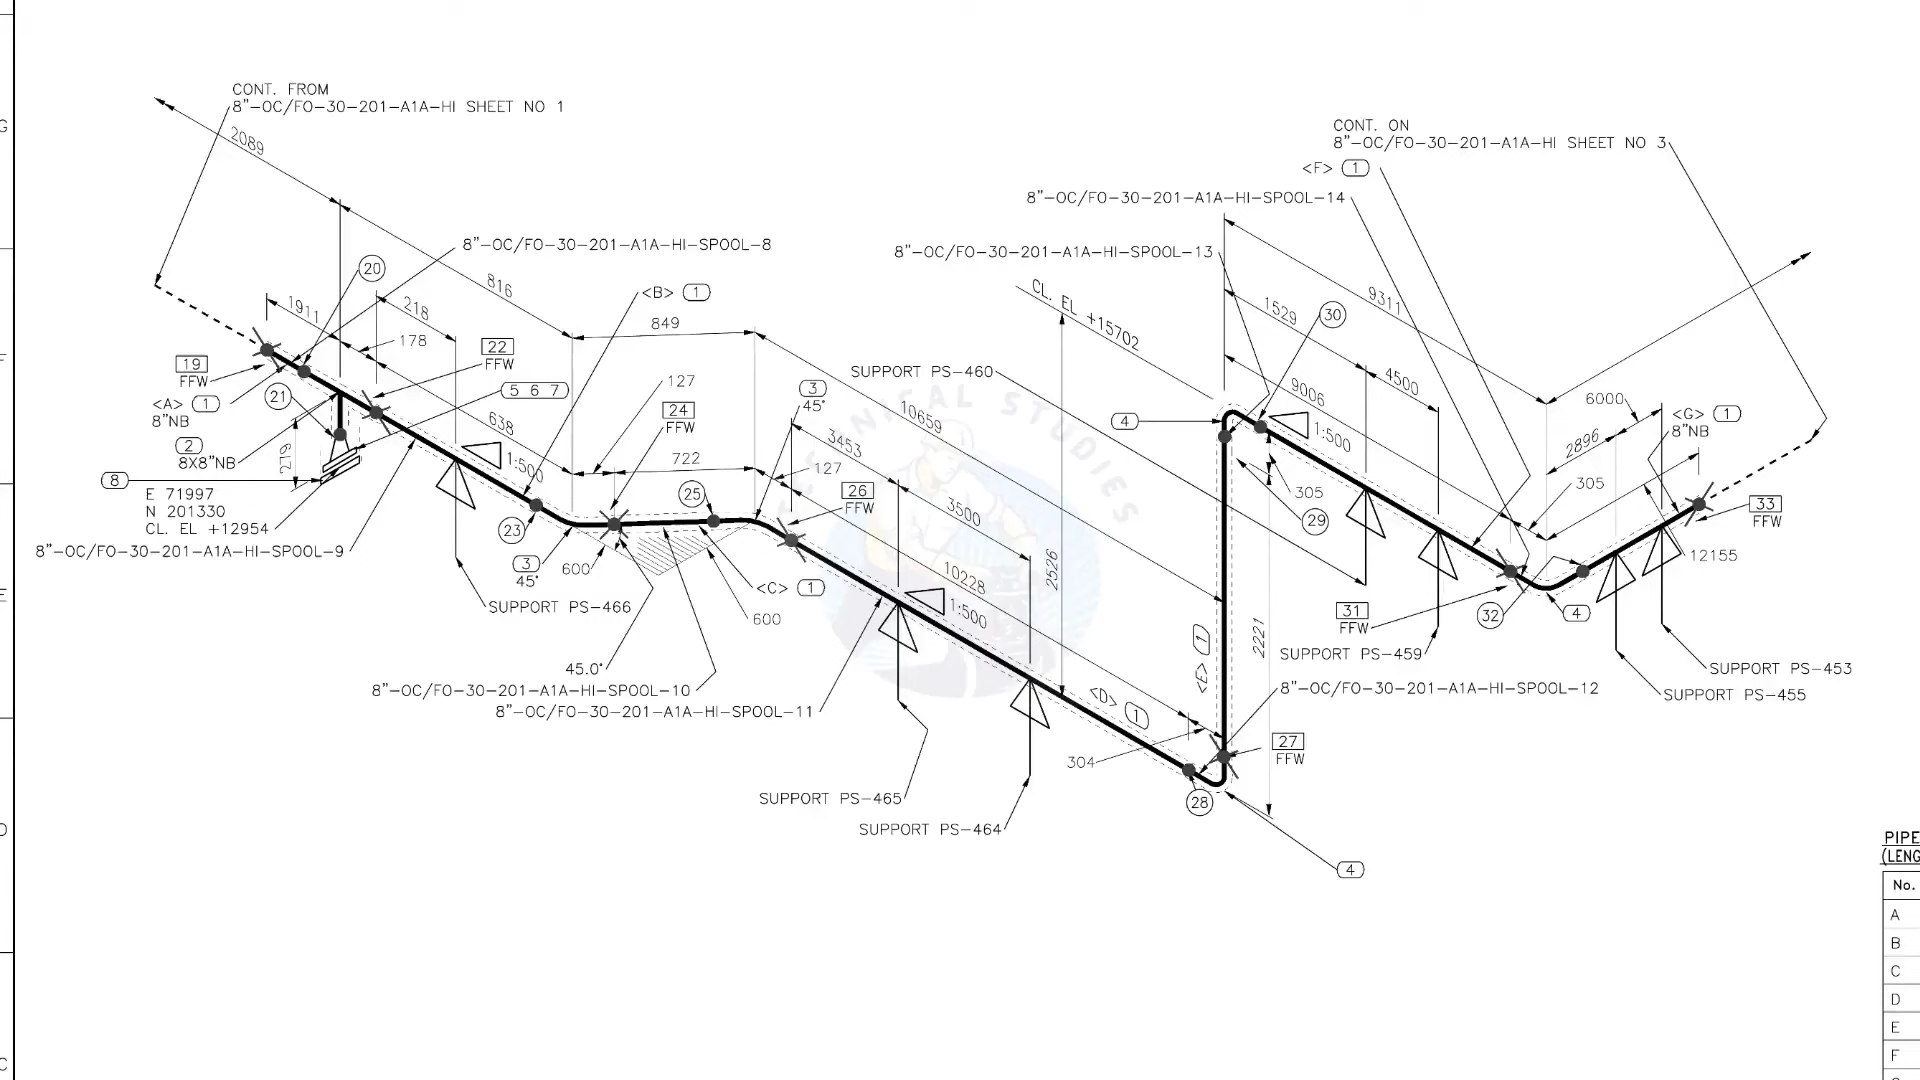 CONT. FROM
8"-OC/FO-30-201-A1A-HI SHEET NO 1
2089
CONT. ON
8"-OC/FO-30-201-A1A-HI SHEET NO 3
<F> 1
8"-OC/FO-30-201-A1A-HI-SPOOL-14
8"-OC/FO-30-201-A1A-HI-SPOOL-8
8"-OC/FO-30-201-A1A-HI-SPOOL-13
20
816
<B> 1
CL. EL +15702
1529
9311
30
1911
218
849
178
22
FFW
19
FFW
SUPPORT PS-460
127
3
45°
4500
9006
6000
<A> 1
8"NB
21
5 6 7
24
FFW
10659
4
1:500
<G> 1
8"NB
638
3453
2896
2
8X8"NB
1:500
722
127
279
8
25
26
FFW
305
305
E 71997
N 201330
CL. EL +12954
3500
29
33
FFW
23
8"-OC/FO-30-201-A1A-HI-SPOOL-9
3
45°
600
<C> 1
10228
2526
12155
SUPPORT PS-466
600
1:500
31
FFW
32
4
<E> 1
2221
SUPPORT PS-459
45.0°
8"-OC/FO-30-201-A1A-HI-SPOOL-10
8"-OC/FO-30-201-A1A-HI-SPOOL-11
<D> 1
8"-OC/FO-30-201-A1A-HI-SPOOL-12
SUPPORT PS-453
SUPPORT PS-455
27
FFW
304
SUPPORT PS-465
28
SUPPORT PS-464
4
PIPE
(LENG
No.
A
B
C
D
E
F
G
F
E
D
C
TECHNICAL STUDIES